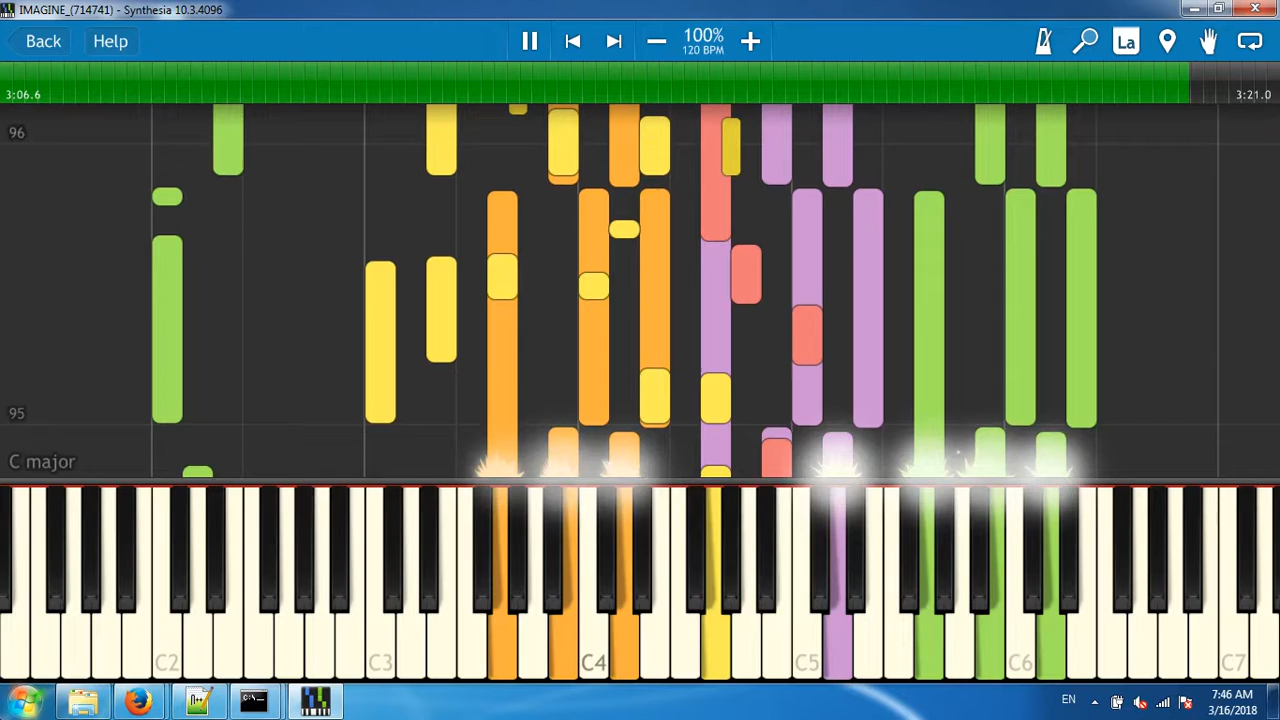 IMAGINE_(714741) - Synthesia 10.3.4096
Back Help 100% La
120 BPM
3:06.6 3:21.0
96
95
C major
C2 C3 C4 C5 C6 C7
EN 7:46 AM
3/16/2018